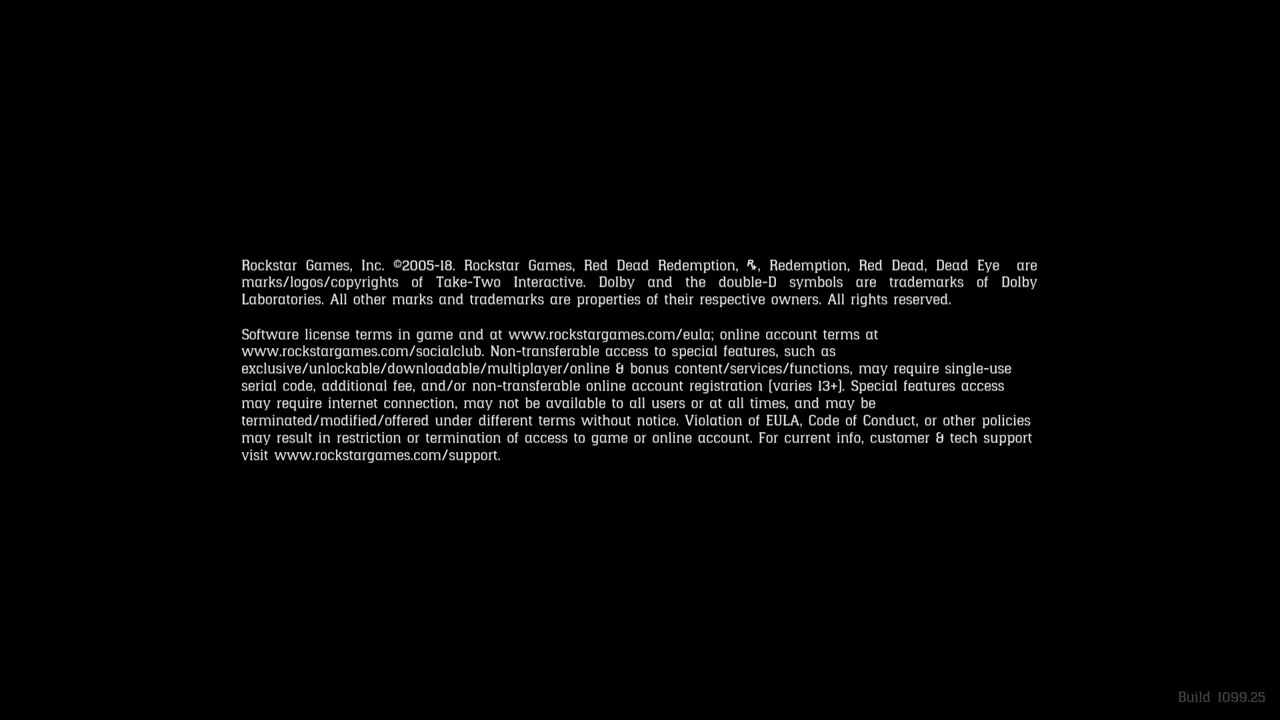 Rockstar Games, Inc. ©2005-18. Rockstar Games, Red Dead Redemption, , Redemption, Red Dead, Dead Eye are
marks/logos/copyrights of Take-Two Interactive. Dolby and the double-D symbols are trademarks of Dolby
Laboratories. All other marks and trademarks are properties of their respective owners. All rights reserved.
Software license terms in game and at www.rockstargames.com/eula; online account terms at
www.rockstargames.com/socialclub. Non-transferable access to special features, such as
exclusive/unlockable/downloadable/multiplayer/online & bonus content/services/functions, may require single-use
serial code, additional fee, and/or non-transferable online account registration (varies 13+). Special features access
may require internet connection, may not be available to all users or at all times, and may be
terminated/modified/offered under different terms without notice. Violation of EULA, Code of Conduct, or other policies
may result in restriction or termination of access to game or online account. For current info, customer & tech support
visit www.rockstargames.com/support.
Build 1099.25